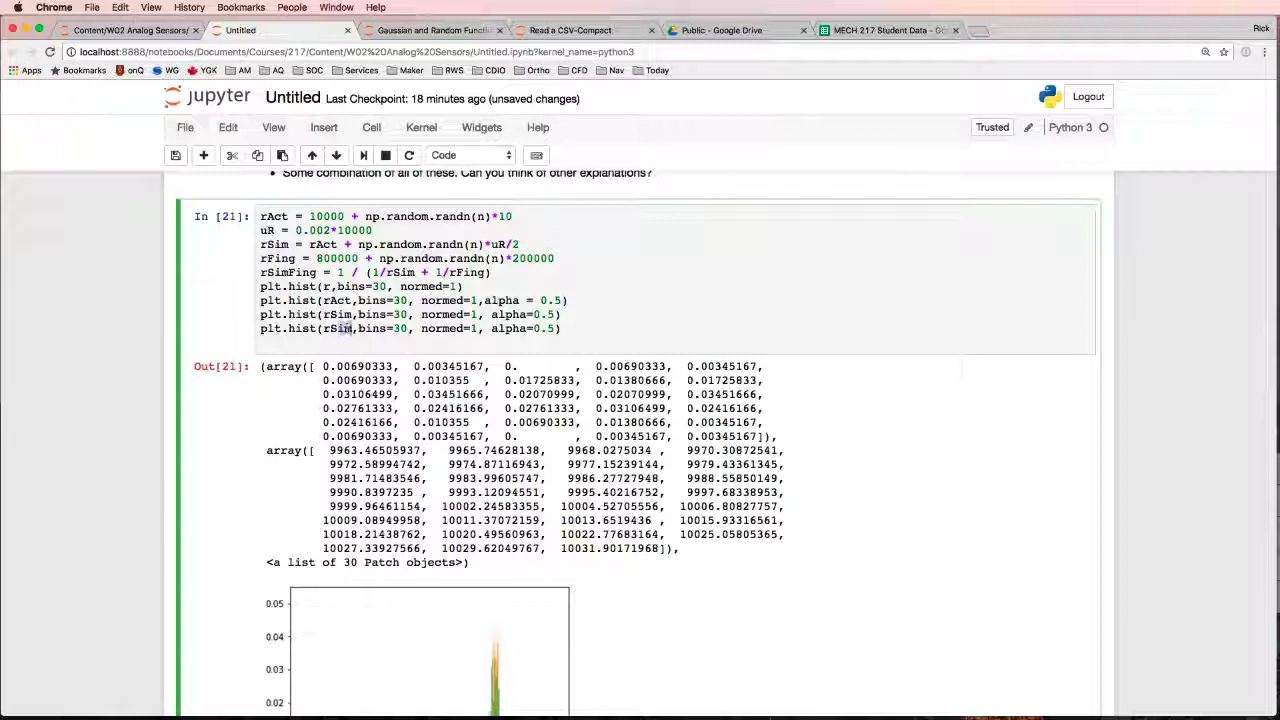 Chrome File Edit View History Bookmarks People Window Help
Content/W02 Analog Sensors/ Untitled Gaussian and Random Functi Read a CSV-Compact Public - Google Drive MECH 217 Student Data - Go Rick
localhost:8888/notebooks/Documents/Courses/217/Content/W02%20Analog%20Sensors/Untitled.ipynb?kernel_name=python3
Apps Bookmarks onQ WG YGK AM AQ SOC Services Maker RWS CDIO Ortho CFD Nav Today
jupyter Untitled Last Checkpoint: 18 minutes ago (unsaved changes) Logout
File Edit View Insert Cell Kernel Widgets Help Trusted Python 3
Code
Some combination of all of these. Can you think of other explanations?
In [21]: rAct = 10000 + np.random.randn(n)*10
uR = 0.002*10000
rSim = rAct + np.random.randn(n)*uR/2
rFing = 800000 + np.random.randn(n)*200000
rSimFing = 1 / (1/rSim + 1/rFing)
plt.hist(r,bins=30, normed=1)
plt.hist(rAct,bins=30, normed=1,alpha = 0.5)
plt.hist(rSim,bins=30, normed=1, alpha=0.5)
plt.hist(rSim,bins=30, normed=1, alpha=0.5)
Out[21]: (array([ 0.00690333, 0.00345167, 0. , 0.00690333, 0.00345167,
0.00690333, 0.010355 , 0.01725833, 0.01380666, 0.01725833,
0.03106499, 0.03451666, 0.02070999, 0.02070999, 0.03451666,
0.02761333, 0.02416166, 0.02761333, 0.03106499, 0.02416166,
0.02416166, 0.010355 , 0.00690333, 0.01380666, 0.00345167,
0.00690333, 0.00345167, 0. , 0.00345167, 0.00345167]),
array([ 9963.46505937, 9965.74628138, 9968.0275034 , 9970.30872541,
9972.58994742, 9974.87116943, 9977.15239144, 9979.43361345,
9981.71483546, 9983.99605747, 9986.27727948, 9988.55850149,
9990.8397235 , 9993.12094551, 9995.40216752, 9997.68338953,
9999.96461154, 10002.24583355, 10004.52705556, 10006.80827757,
10009.08949958, 10011.37072159, 10013.6519436 , 10015.93316561,
10018.21438762, 10020.49560963, 10022.77683164, 10025.05805365,
10027.33927566, 10029.62049767, 10031.90171968]),
<a list of 30 Patch objects>)
0.05
0.04
0.03
0.02